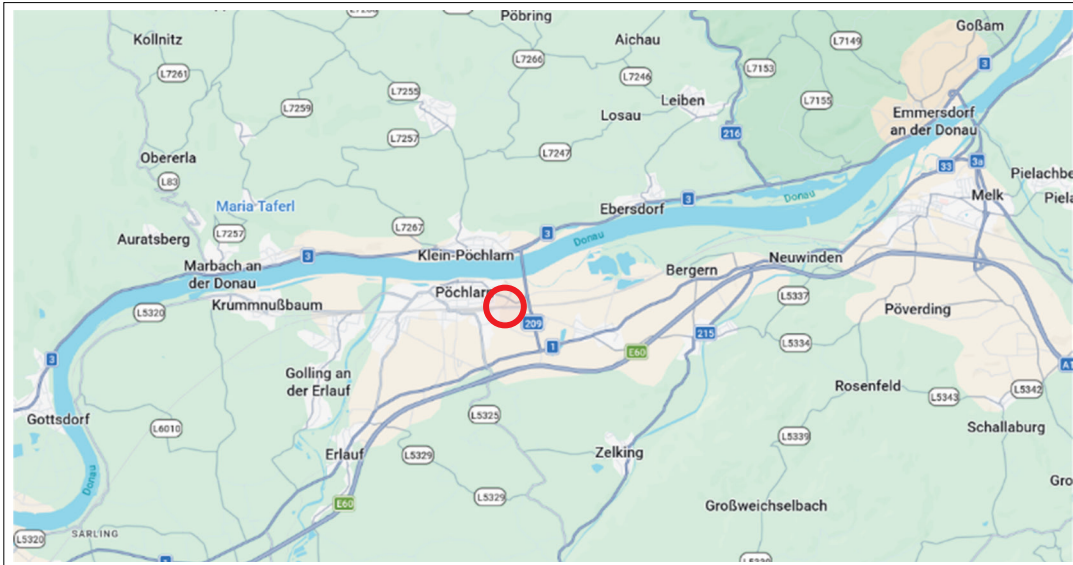 Pöbring
Goßam
Kollnitz
Aichau
L7149
L7266
3
L7261
L7246
L7153
L7255
Leiben
L7155
L7259
Losau
Emmersdorf
an der Donau
216
L7257
Obererla
L7247
33
3a
Pielachbe
L83
Melk
Donau
3
Piela
Maria Taferl
Ebersdorf
L7267
L7257
3
Auratsberg
Donau
3
Klein-Pöchlarn
Neuwinden
Marbach an
der Donau
Bergern
Pöchlarn
L5337
Krummnußbaum
L5320
Pöverding
209
215
1
L5334
E60
3
A1
Golling an
der Erlauf
Rosenfeld
L5342
L5343
Gottsdorf
L5325
L6010
Schallaburg
L5339
Erlauf
L5329
Zelking
Donau
Gro
L5329
E60
Großweichselbach
SARLING
L5320